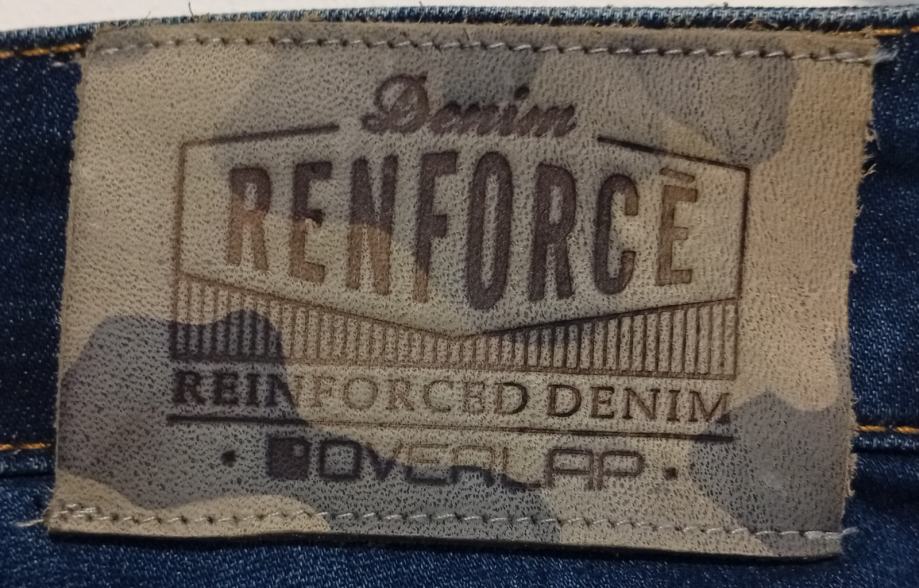 Denim
RENFORCĒ
REINFORCED DENIM
• OVERLAP •